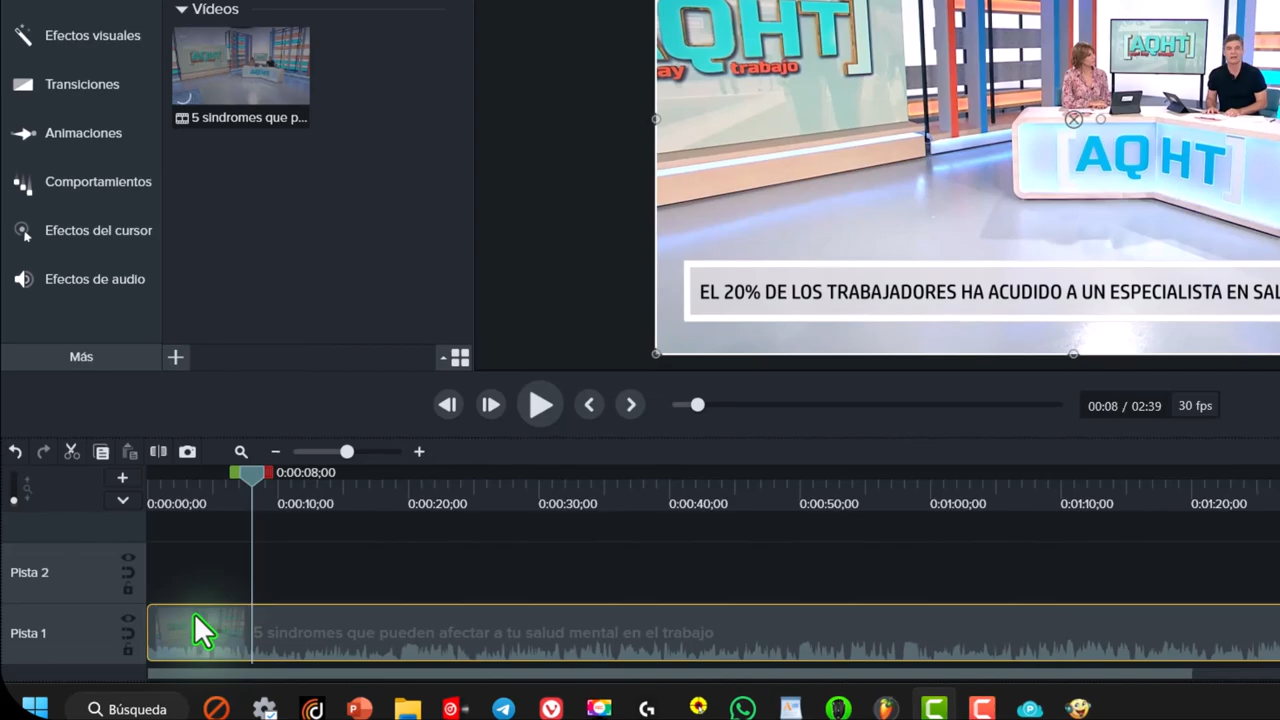 Vídeos
Efectos visuales
Transiciones
Animaciones
Comportamientos
Efectos del cursor
Efectos de audio
Más
5 sindromes que p...
AQHT
ay trabajo
[AQHT]
AQHT
EL 20% DE LOS TRABAJADORES HA ACUDIDO A UN ESPECIALISTA EN SAL
00:08 / 02:39 30 fps
0:00:08;00
0:00:00;00 0:00:10;00 0:00:20;00 0:00:30;00 0:00:40;00 0:00:50;00 0:01:00;00 0:01:10;00 0:01:20;00
Pista 2
Pista 1
5 sindromes que pueden afectar a tu salud mental en el trabajo
Búsqueda